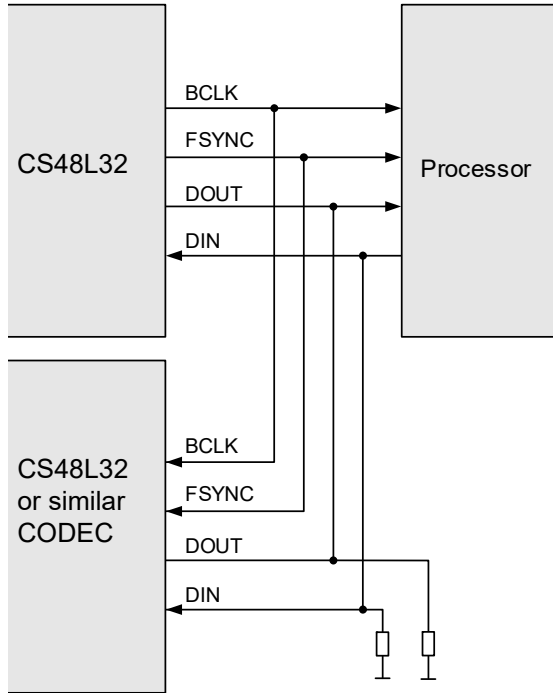 CS48L32
BCLK
FSYNC
DOUT
DIN
Processor
CS48L32
or similar
CODEC
BCLK
FSYNC
DOUT
DIN